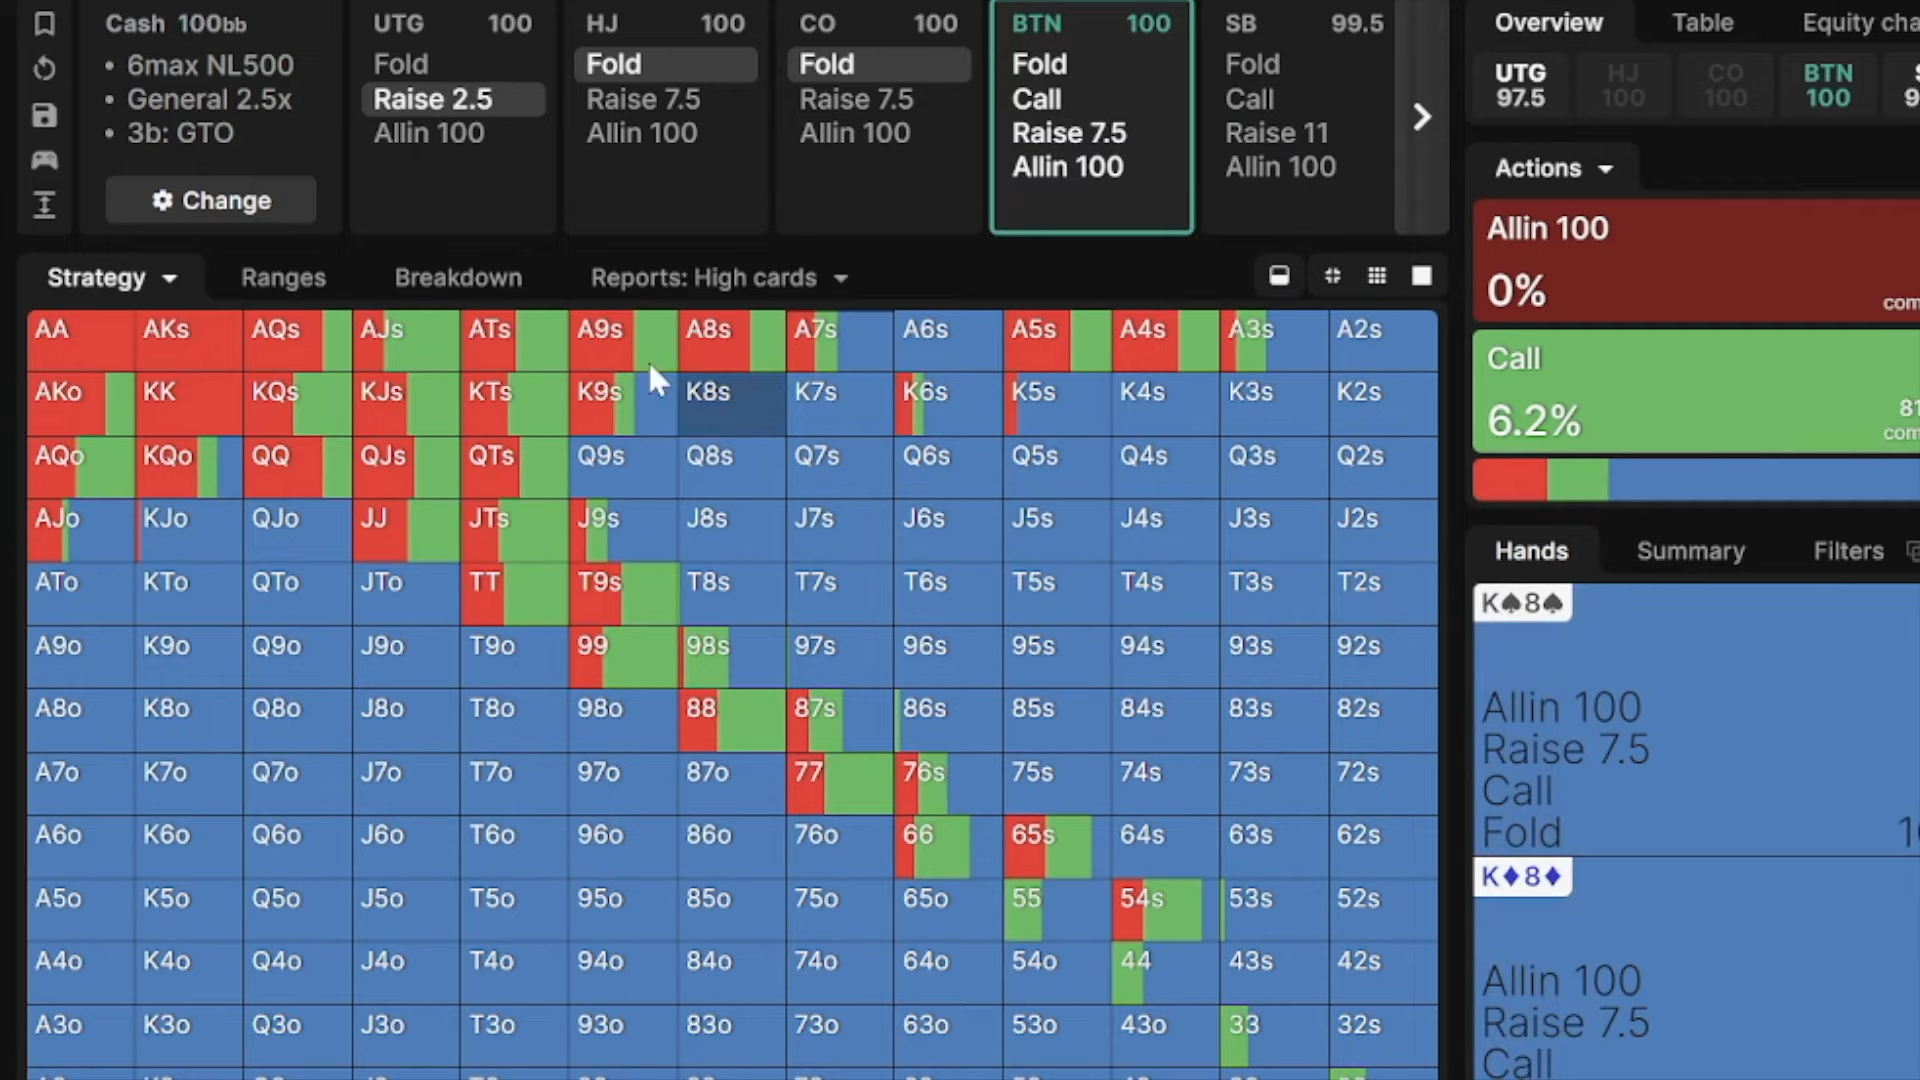 Cash 100bb
• 6max NL500
• General 2.5x
• 3b: GTO
Change
UTG 100
Fold
Raise 2.5
Allin 100
HJ 100
Fold
Raise 7.5
Allin 100
CO 100
Fold
Raise 7.5
Allin 100
BTN 100
Fold
Call
Raise 7.5
Allin 100
SB 99.5
Fold
Call
Raise 11
Allin 100
Overview Table Equity cha
UTG 97.5
HJ 100
CO 100
BTN 100
Actions
Allin 100
0%
com
Call
6.2%
81
com
Strategy Ranges Breakdown Reports: High cards
AA AKs AQs AJs ATs A9s A8s A7s A6s A5s A4s A3s A2s
AKo KK KQs KJs KTs K9s K8s K7s K6s K5s K4s K3s K2s
AQo KQo QQ QJs QTs Q9s Q8s Q7s Q6s Q5s Q4s Q3s Q2s
AJo KJo QJo JJ JTs J9s J8s J7s J6s J5s J4s J3s J2s
ATo KTo QTo JTo TT T9s T8s T7s T6s T5s T4s T3s T2s
A9o K9o Q9o J9o T9o 99 98s 97s 96s 95s 94s 93s 92s
A8o K8o Q8o J8o T8o 98o 88 87s 86s 85s 84s 83s 82s
A7o K7o Q7o J7o T7o 97o 87o 77 76s 75s 74s 73s 72s
A6o K6o Q6o J6o T6o 96o 86o 76o 66 65s 64s 63s 62s
A5o K5o Q5o J5o T5o 95o 85o 75o 65o 55 54s 53s 52s
A4o K4o Q4o J4o T4o 94o 84o 74o 64o 54o 44 43s 42s
A3o K3o Q3o J3o T3o 93o 83o 73o 63o 53o 43o 33 32s
Hands Summary Filters
K♠8♠
Allin 100
Raise 7.5
Call
Fold
K♦8♦
Allin 100
Raise 7.5
Call